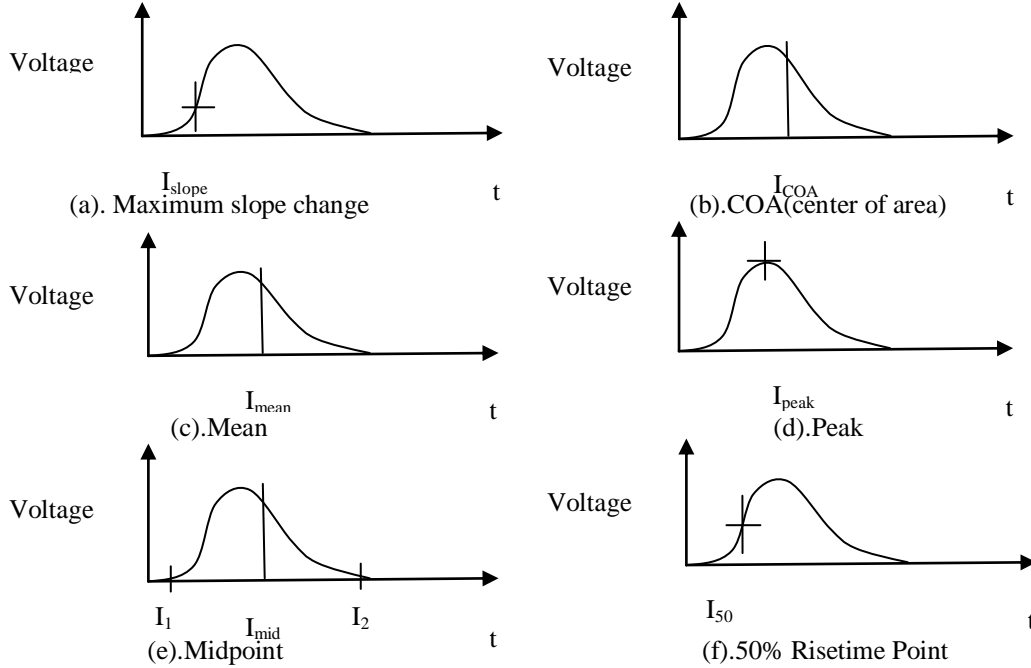 Voltage
I_slope
t
(a). Maximum slope change
Voltage
I_COA
t
(b).COA(center of area)
Voltage
I_mean
t
(c).Mean
Voltage
I_peak
t
(d).Peak
Voltage
I_1
I_mid
I_2
t
(e).Midpoint
Voltage
I_50
t
(f).50% Risetime Point